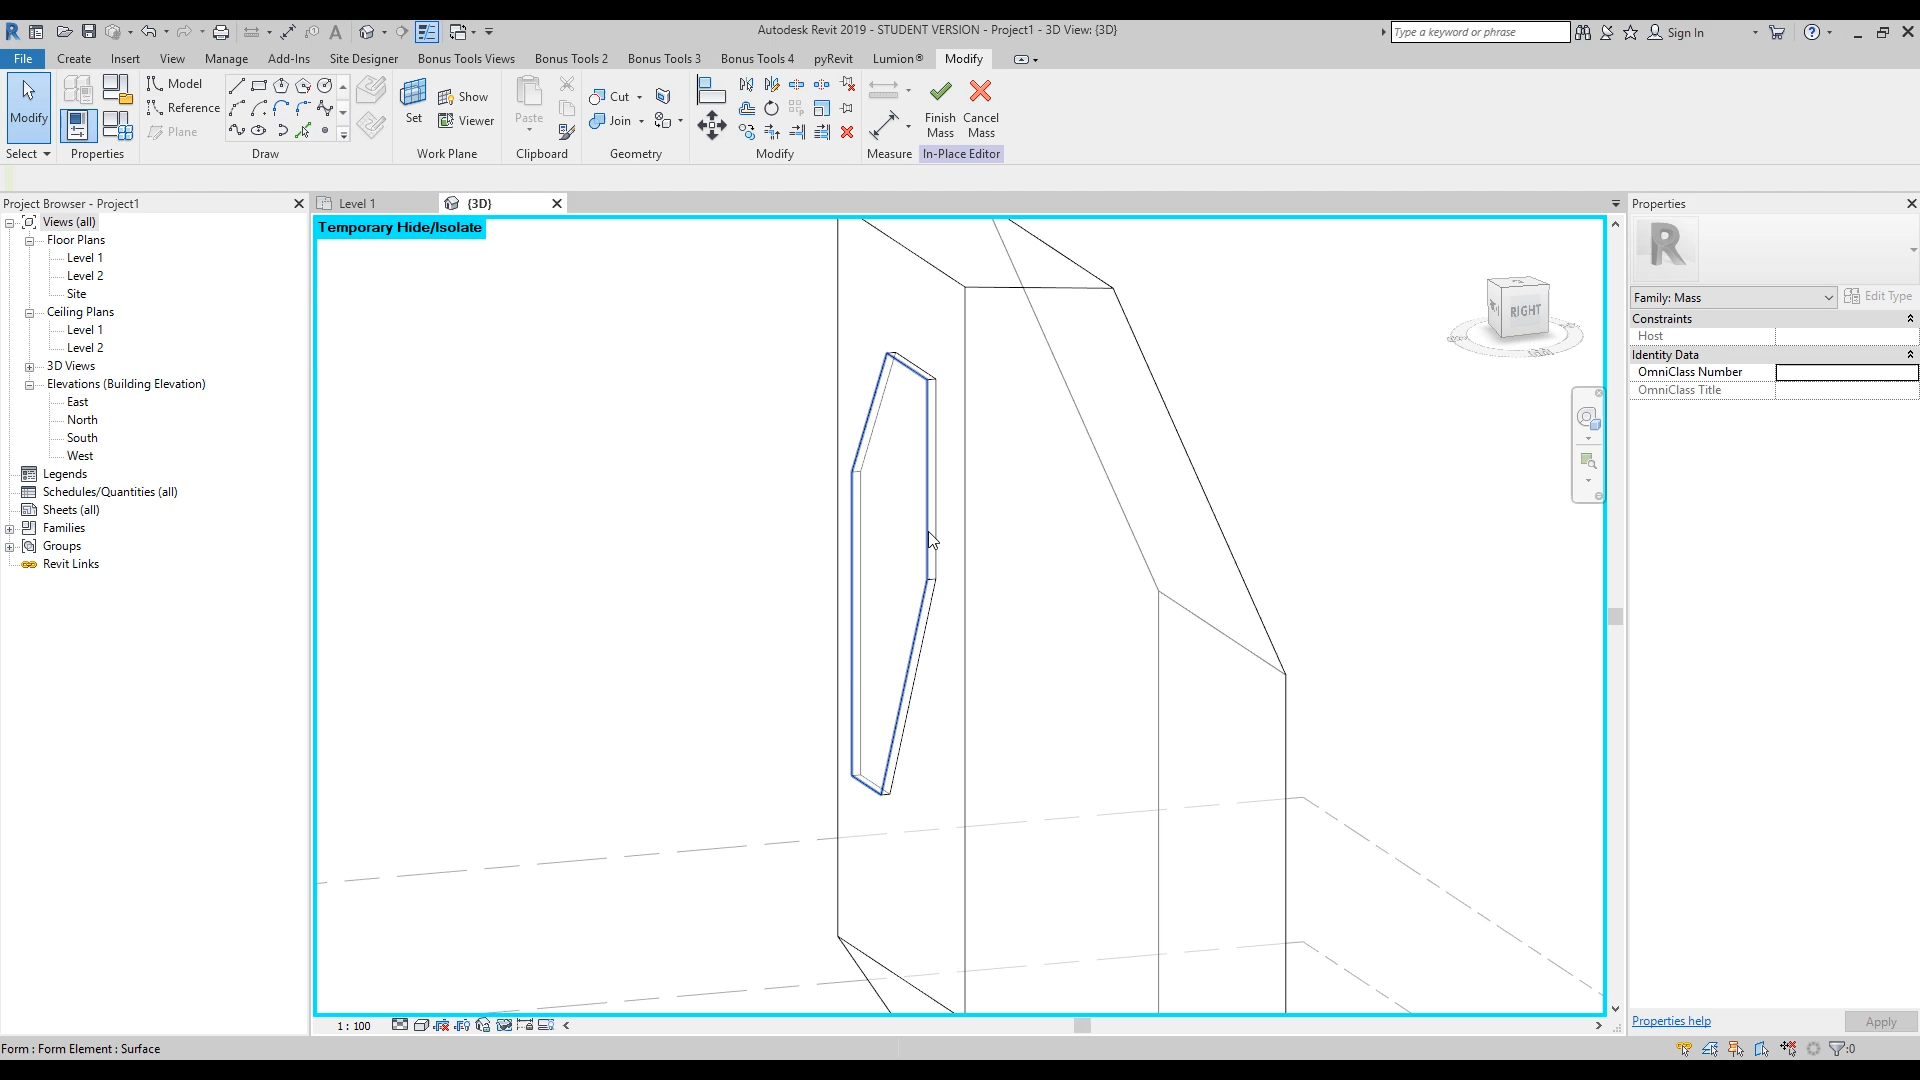 Autodesk Revit 2019 - STUDENT VERSION - Project1 - 3D View: {3D}
Type a keyword or phrase
Sign In
File
Create
Insert
View
Manage
Add-Ins
Site Designer
Bonus Tools Views
Bonus Tools 2
Bonus Tools 3
Bonus Tools 4
pyRevit
Lumion®
Modify
Modify
Model
Reference
Plane
Set
Show
Viewer
Paste
Cut
Join
Finish
Mass
Cancel
Mass
Select
Properties
Draw
Work Plane
Clipboard
Geometry
Modify
Measure
In-Place Editor
Project Browser - Project1
Views (all)
Floor Plans
Level 1
Level 2
Site
Ceiling Plans
Level 1
Level 2
3D Views
Elevations (Building Elevation)
East
North
South
West
Legends
Schedules/Quantities (all)
Sheets (all)
Families
Groups
Revit Links
Level 1
{3D}
Temporary Hide/Isolate
RIGHT
Properties
Family: Mass
Edit Type
Constraints
Host
Identity Data
OmniClass Number
OmniClass Title
Properties help
Apply
1 : 100
Form : Form Element : Surface
:0